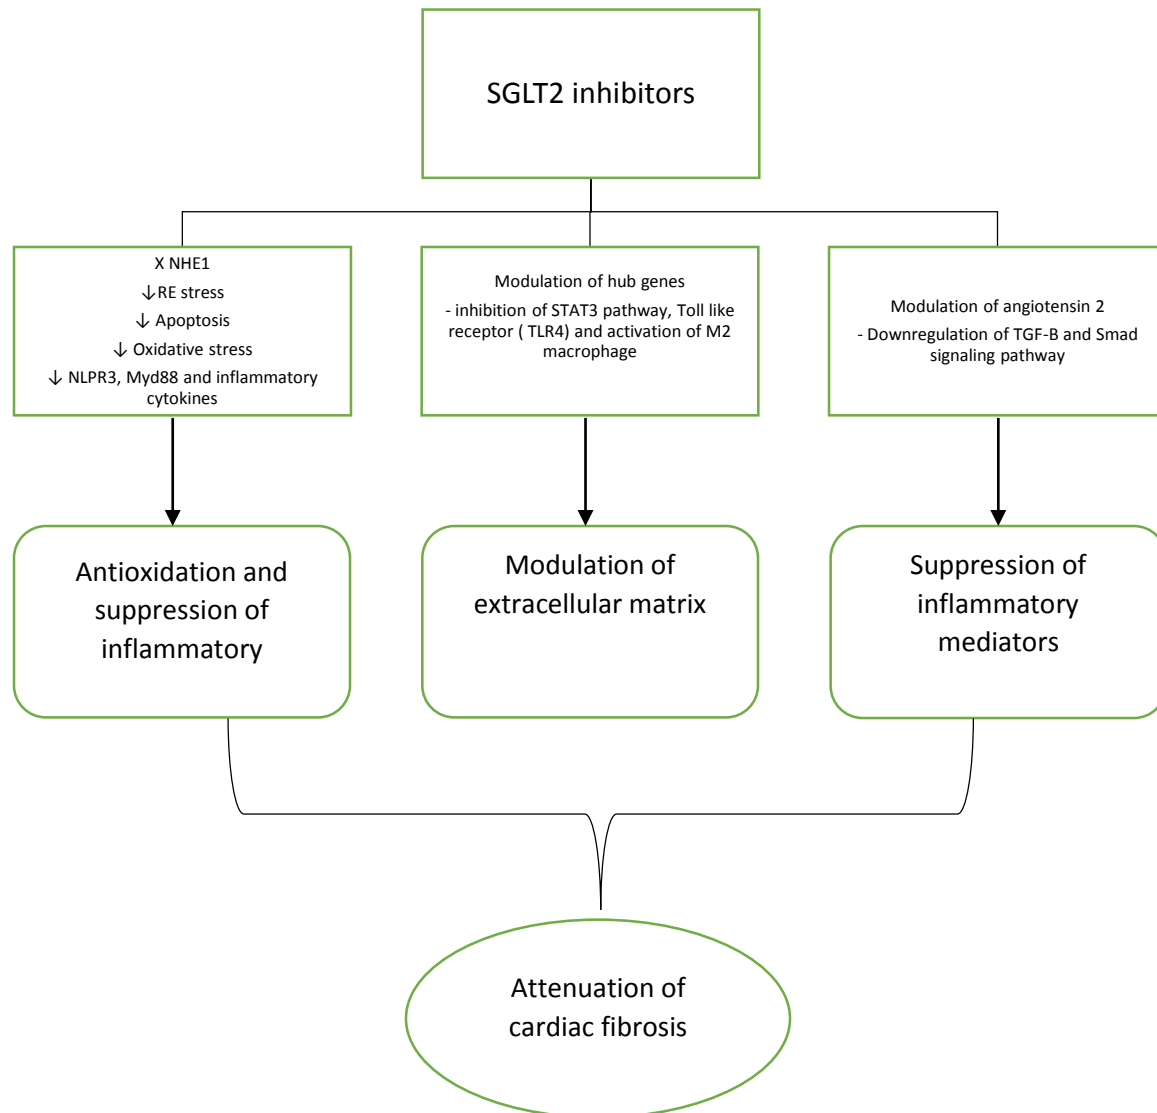 SGLT2 inhibitors
X NHE1
↓RE stress
↓ Apoptosis
↓ Oxidative stress
↓ NLPR3, Myd88 and inflammatory
cytokines
Modulation of hub genes
- inhibition of STAT3 pathway, Toll like
receptor ( TLR4) and activation of M2
macrophage
Modulation of angiotensin 2
- Downregulation of TGF-B and Smad
signaling pathway
Antioxidation and
suppression of
inflammatory
Modulation of
extracellular matrix
Suppression of
inflammatory
mediators
Attenuation of
cardiac fibrosis